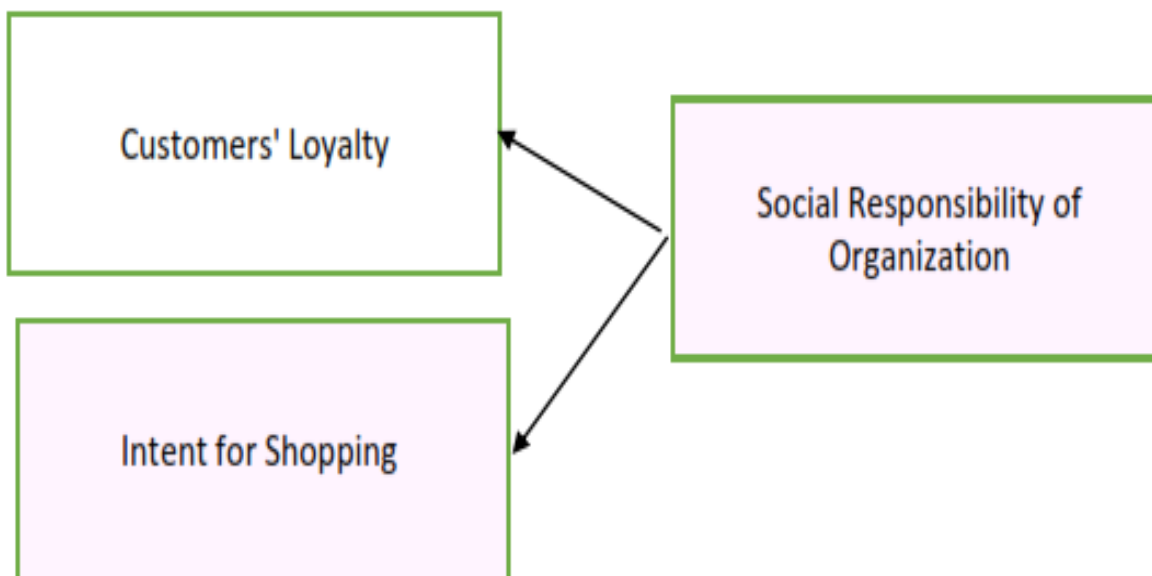 Customers' Loyalty
Social Responsibility of
Organization
Intent for Shopping